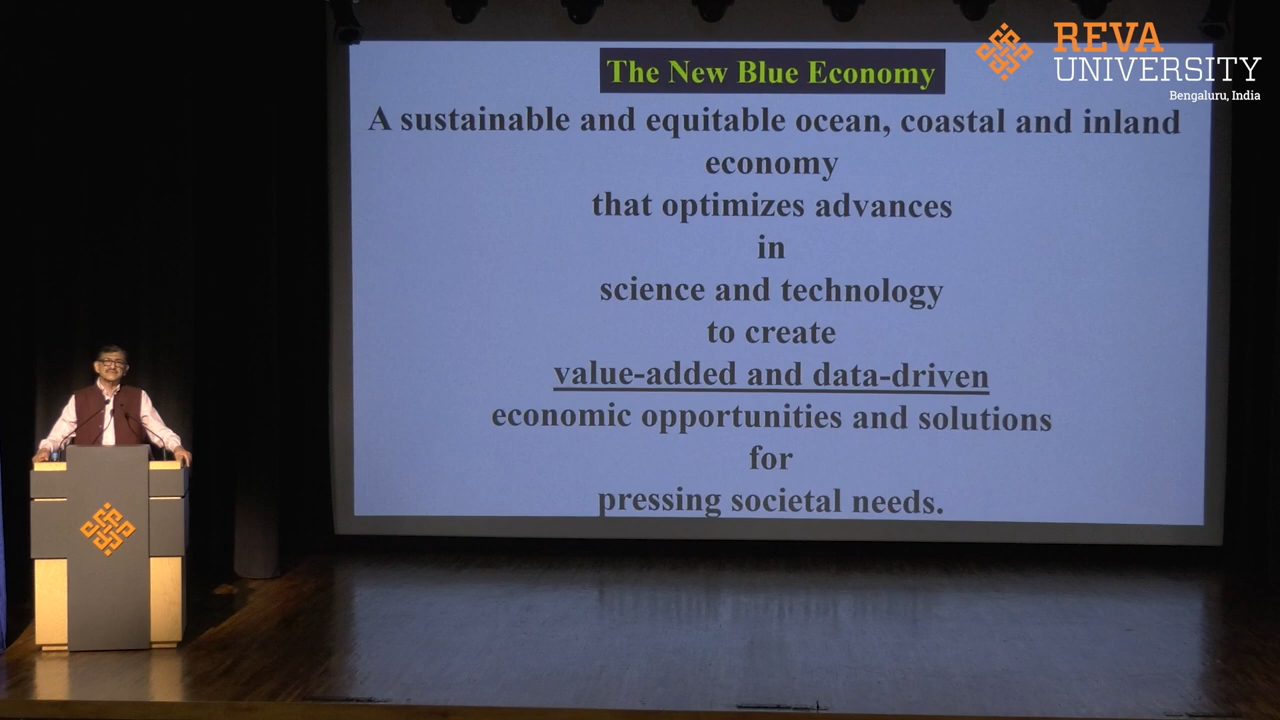 The New Blue Economy
A sustainable and equitable ocean, coastal and inland
economy
that optimizes advances
in
science and technology
to create
value-added and data-driven
economic opportunities and solutions
for
pressing societal needs.
REVA
UNIVERSITY
Bengaluru, India